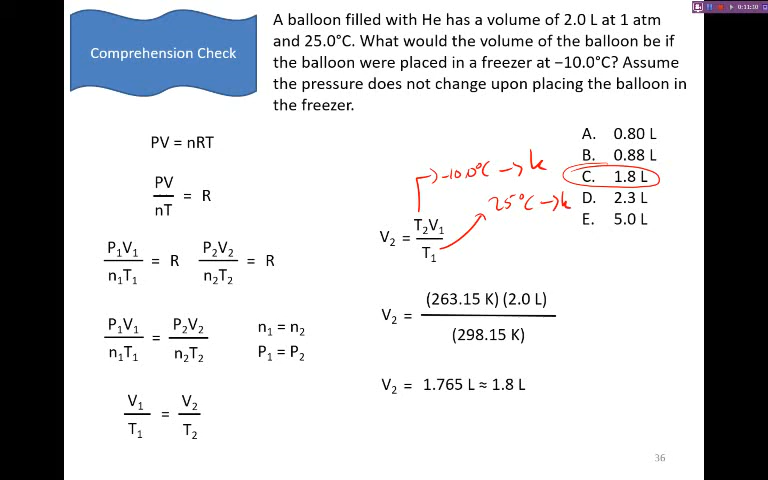 Comprehension Check
A balloon filled with He has a volume of 2.0 L at 1 atm
and 25.0°C. What would the volume of the balloon be if
the balloon were placed in a freezer at −10.0°C? Assume
the pressure does not change upon placing the balloon in
the freezer.
A. 0.80 L
B. 0.88 L
C. 1.8 L
D. 2.3 L
E. 5.0 L
PV = nRT
PV
nT
= R
P₁V₁
n₁T₁
= R
P₂V₂
n₂T₂
= R
P₁V₁
n₁T₁
=
P₂V₂
n₂T₂
n₁ = n₂
P₁ = P₂
V₁
T₁
=
V₂
T₂
-10.0°C → k
25°C → k
V₂ =
T₂V₁
T₁
V₂ =
(263.15 K) (2.0 L)
(298.15 K)
V₂ = 1.765 L ≈ 1.8 L
36